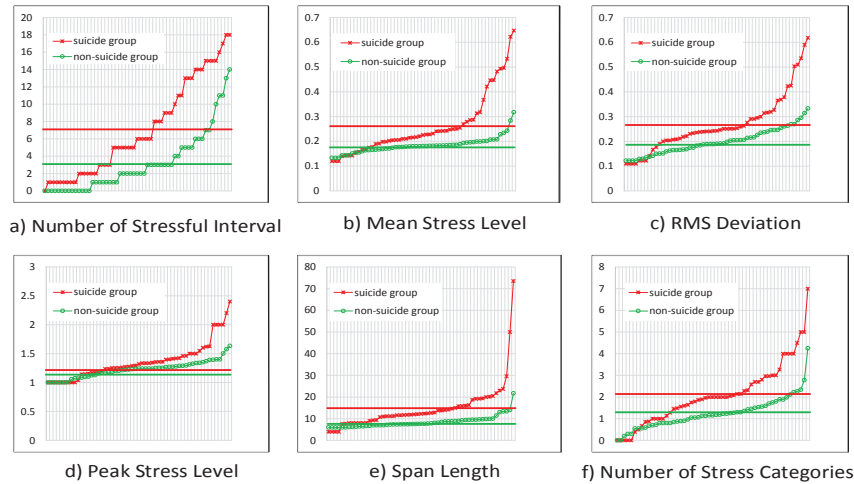 20
18
16
14
12
10
8
6
4
2
0
suicide group
non-suicide group
a) Number of Stressful Interval
0.7
0.6
0.5
0.4
0.3
0.2
0.1
0
suicide group
non-suicide group
b) Mean Stress Level
0.7
0.6
0.5
0.4
0.3
0.2
0.1
0
suicide group
non-suicide group
c) RMS Deviation
3
2.5
2
1.5
1
0.5
0
suicide group
non-suicide group
d) Peak Stress Level
80
70
60
50
40
30
20
10
0
suicide group
non-suicide group
e) Span Length
8
7
6
5
4
3
2
1
0
suicide group
non-suicide group
f) Number of Stress Categories